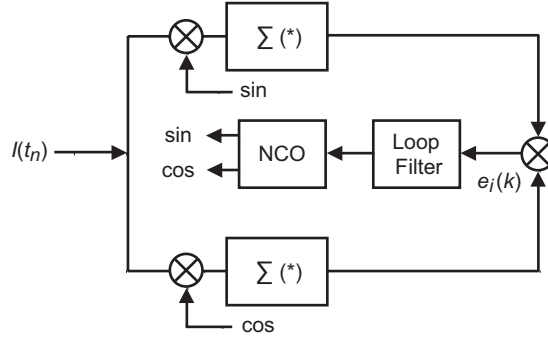 ∑ (*)
sin
I(tₙ)
sin
cos
NCO
Loop
Filter
eᵢ(k)
∑ (*)
cos